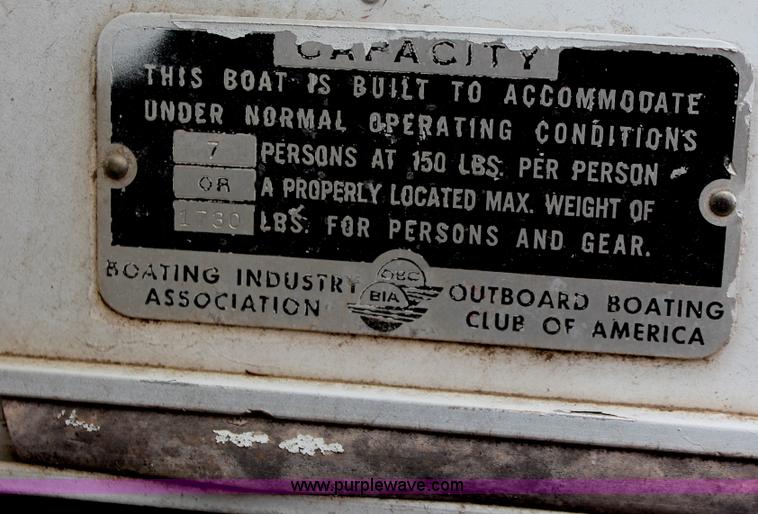 CAPACITY
THIS BOAT IS BUILT TO ACCOMMODATE
UNDER NORMAL OPERATING CONDITIONS
7 PERSONS AT 150 LBS. PER PERSON
OR A PROPERLY LOCATED MAX. WEIGHT OF
1730 LBS. FOR PERSONS AND GEAR.
BOATING INDUSTRY
ASSOCIATION
OBC
BIA
OUTBOARD BOATING
CLUB OF AMERICA
www.purplewave.com